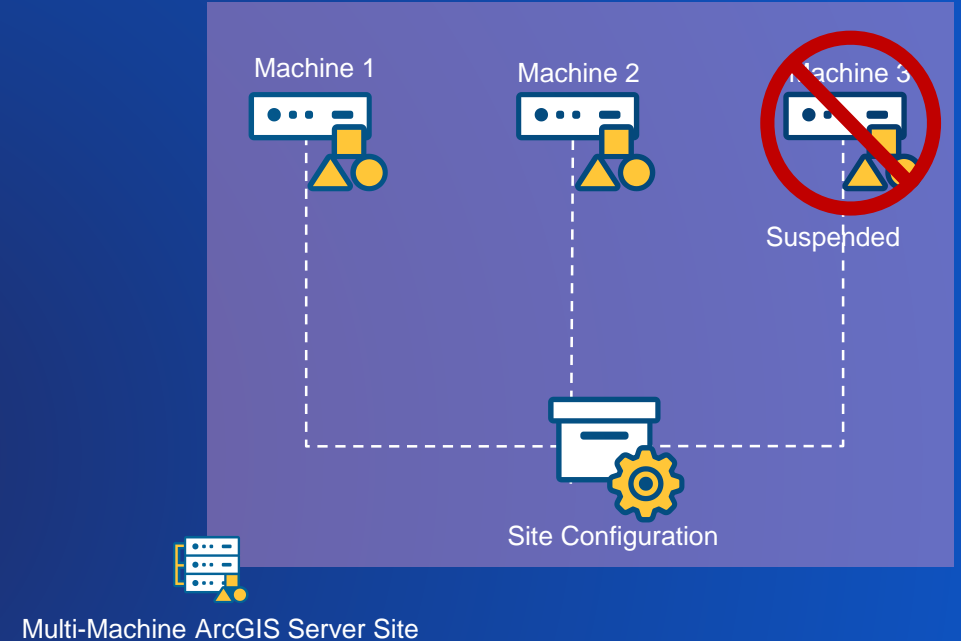 Machine 1
Machine 2
Machine 3
Suspended
Site Configuration
Multi-Machine ArcGIS Server Site